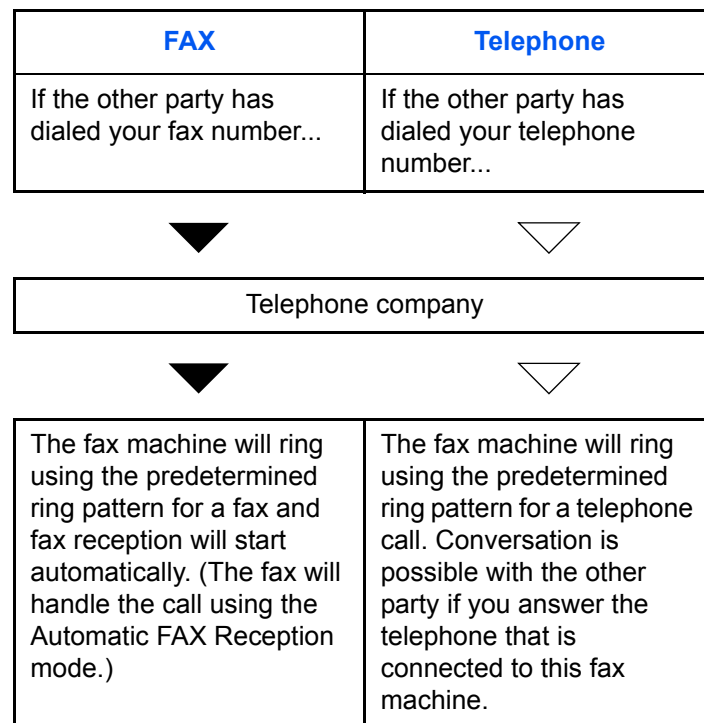 FAX
Telephone
If the other party has
dialed your fax number...
If the other party has
dialed your telephone
number...
Telephone company
The fax machine will ring
using the predetermined
ring pattern for a fax and
fax reception will start
automatically. (The fax will
handle the call using the
Automatic FAX Reception
mode.)
The fax machine will ring
using the predetermined
ring pattern for a telephone
call. Conversation is
possible with the other
party if you answer the
telephone that is
connected to this fax
machine.